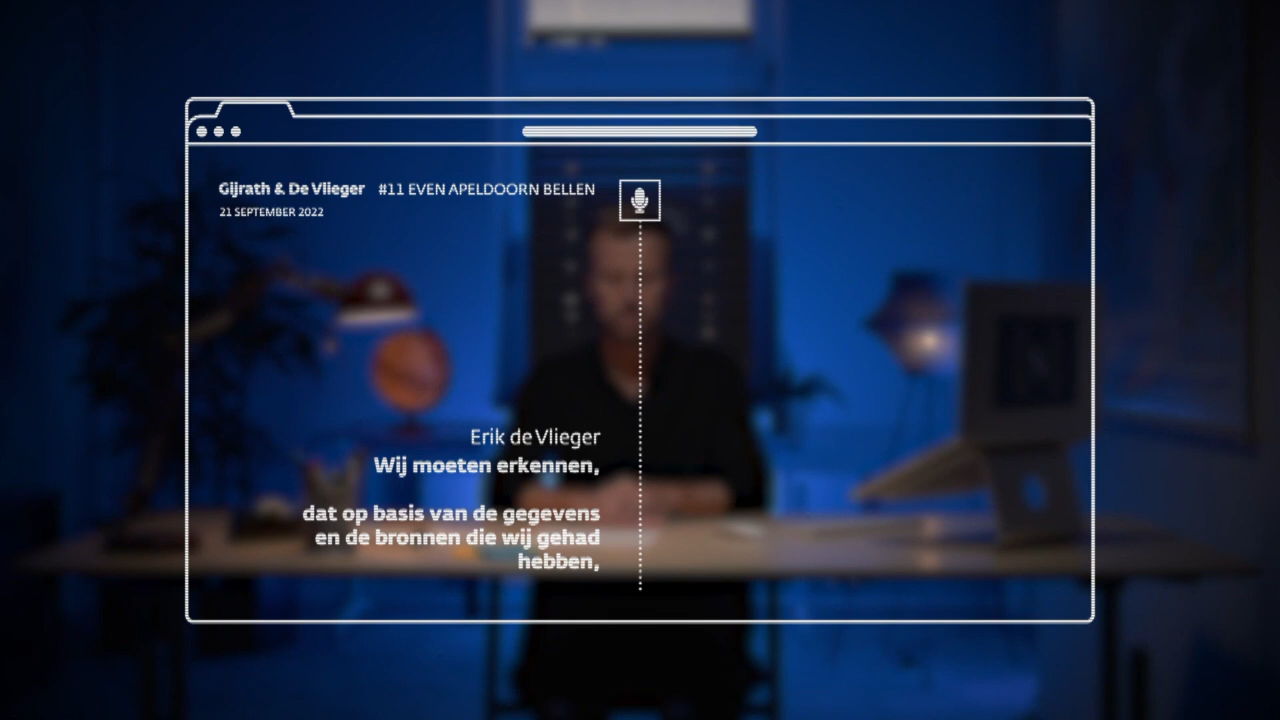 Gijrath & De Vlieger #11 EVEN APELDOORN BELLEN
21 SEPTEMBER 2022
Erik de Vlieger
Wij moeten erkennen,
dat op basis van de gegevens
en de bronnen die wij gehad
hebben,